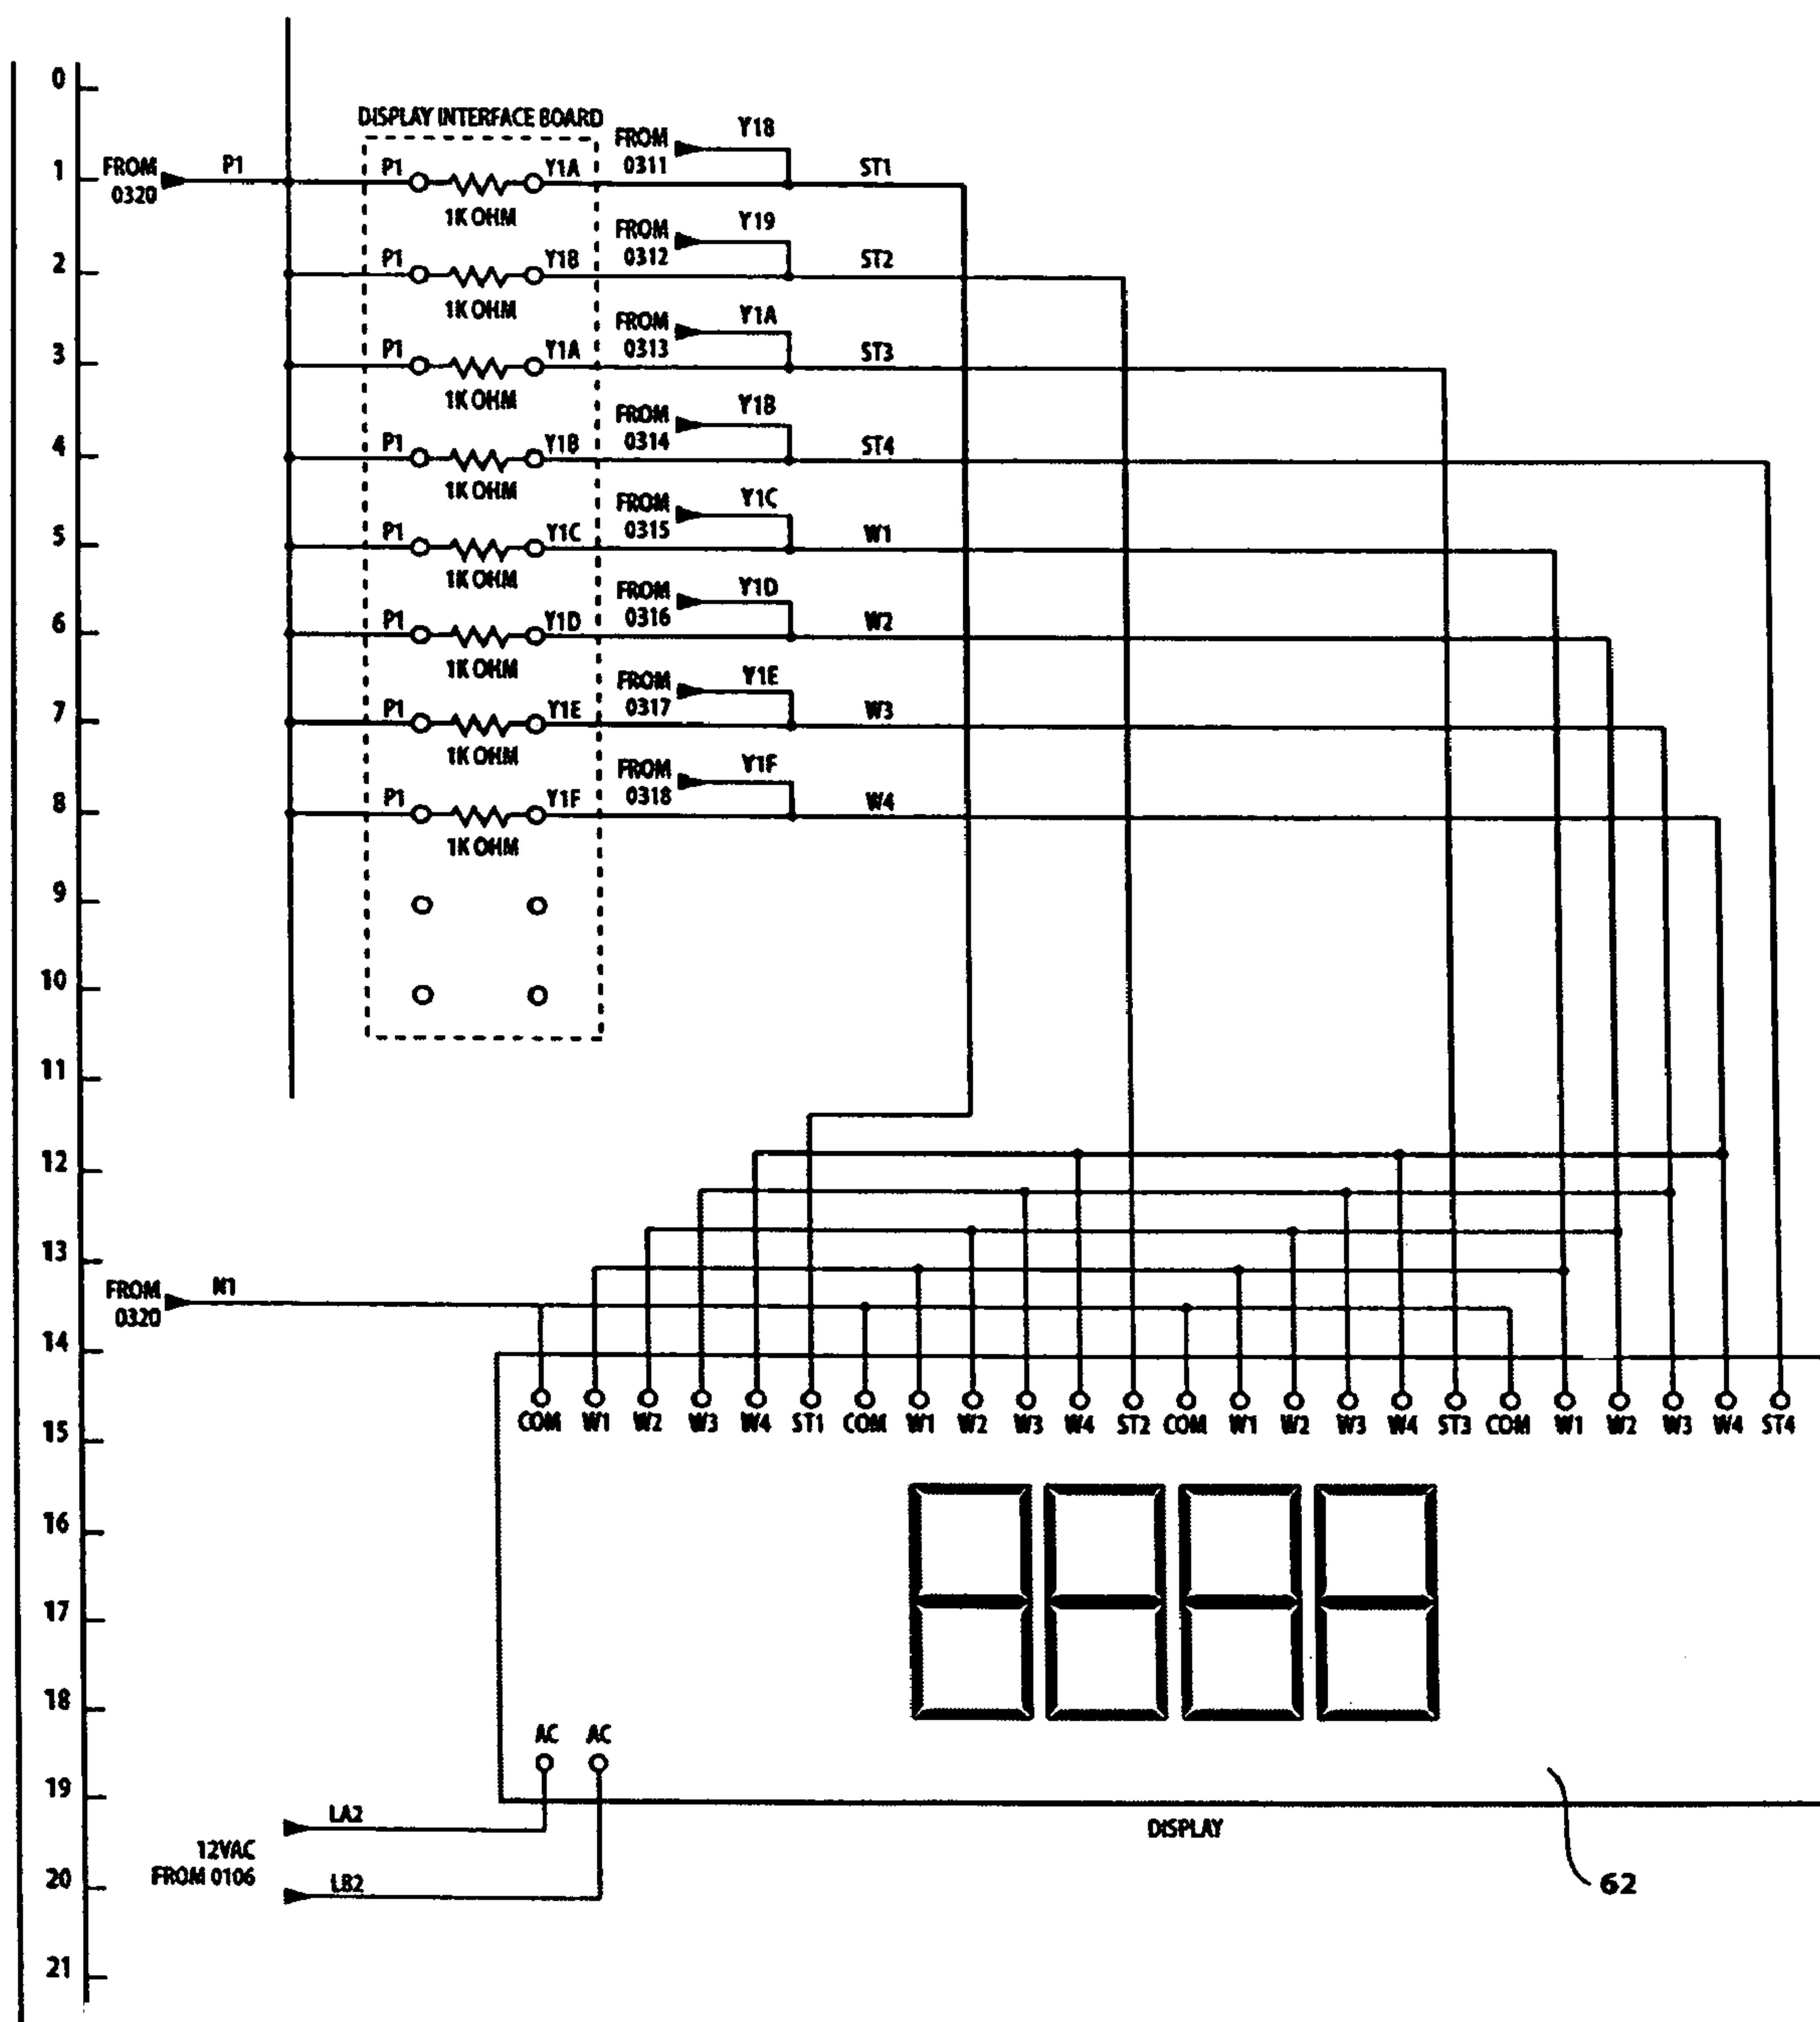 0
DISPLAY INTERFACE BOARD
1
FROM
0320
P1
P1
Y1A
1K OHM
FROM
0311
Y18
ST1
2
P1
Y1B
1K OHM
FROM
0312
Y19
ST2
3
P1
Y1A
1K OHM
FROM
0313
Y1A
ST3
4
P1
Y1B
1K OHM
FROM
0314
Y1B
ST4
5
P1
Y1C
1K OHM
FROM
0315
Y1C
W1
6
P1
Y1D
1K OHM
FROM
0316
Y1D
W2
7
P1
Y1E
1K OHM
FROM
0317
Y1E
W3
8
P1
Y1F
1K OHM
FROM
0318
Y1F
W4
9
10
11
12
13
FROM
0320
N1
14
COM W1 W2 W3 W4 ST1 COM W1 W2 W3 W4 ST2 COM W1 W2 W3 W4 ST3 COM W1 W2 W3 W4 ST4
15
16
17
18
AC AC
19
LA2
DISPLAY
12VAC
FROM 0106
20
LB2
62
21